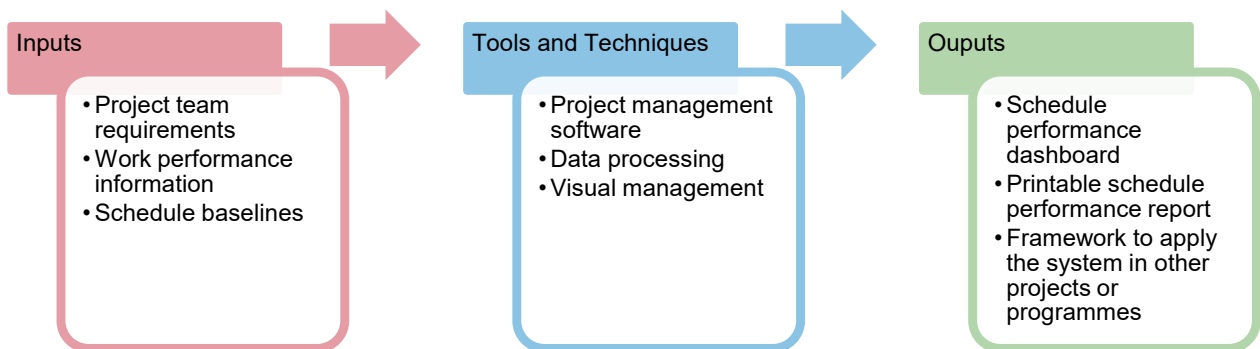 Inputs
• Project team
requirements
• Work performance
information
• Schedule baselines
Tools and Techniques
• Project management
software
• Data processing
• Visual management
Ouputs
• Schedule
performance
dashboard
• Printable schedule
performance report
• Framework to apply
the system in other
projects or
programmes